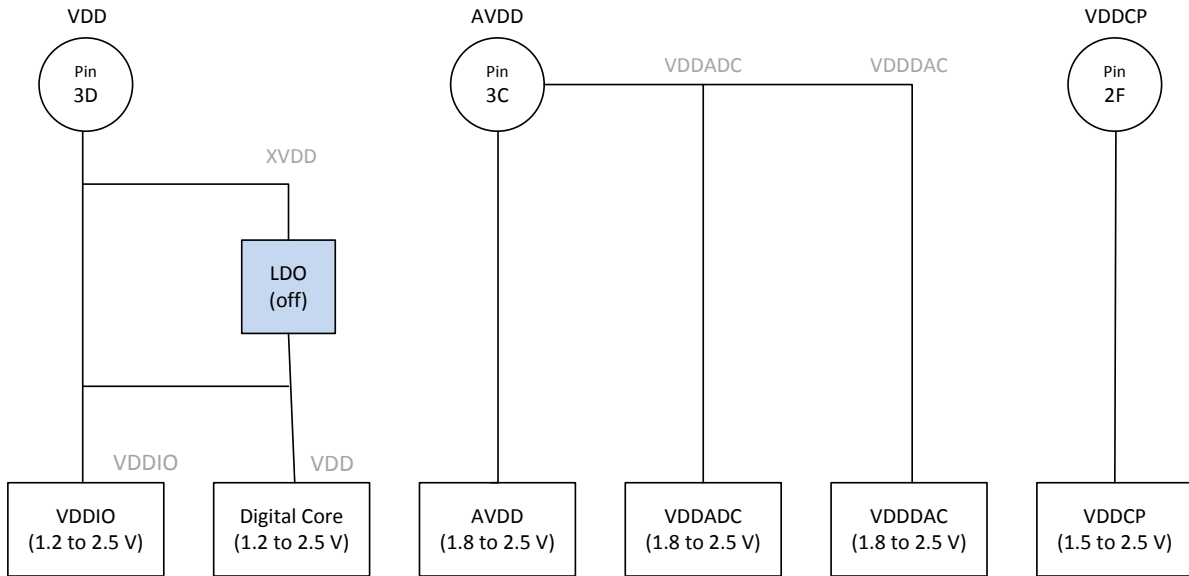 VDD
AVDD
VDDCP
Pin
3D
Pin
3C
Pin
2F
VDDADC
VDDDAC
XVDD
LDO
(off)
VDDIO
VDD
VDDIO
(1.2 to 2.5 V)
Digital Core
(1.2 to 2.5 V)
AVDD
(1.8 to 2.5 V)
VDDADC
(1.8 to 2.5 V)
VDDDAC
(1.8 to 2.5 V)
VDDCP
(1.5 to 2.5 V)